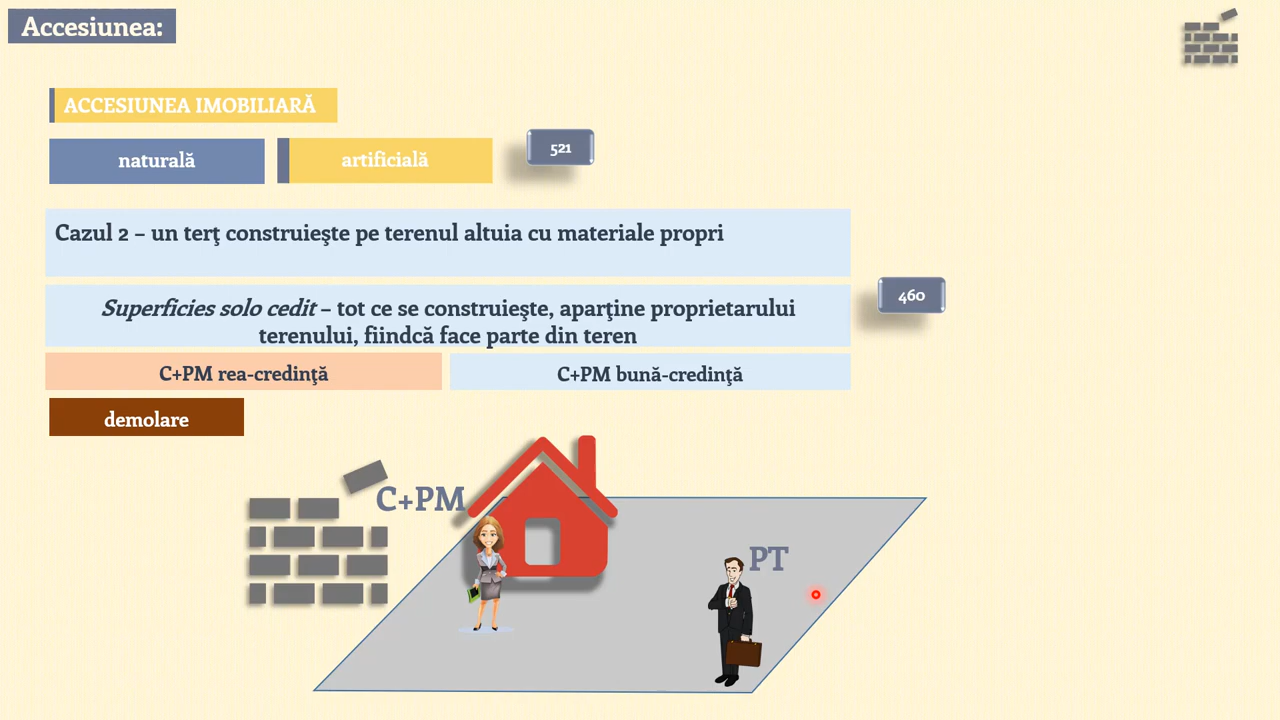 Accesiunea:
ACCESIUNEA IMOBILIARĂ
naturală
artificială
521
Cazul 2 – un terţ construieşte pe terenul altuia cu materiale propri
Superficies solo cedit – tot ce se construieşte, aparţine proprietarului
terenului, fiindcă face parte din teren
460
C+PM rea-credinţă
C+PM bună-credinţă
demolare
C+PM
PT